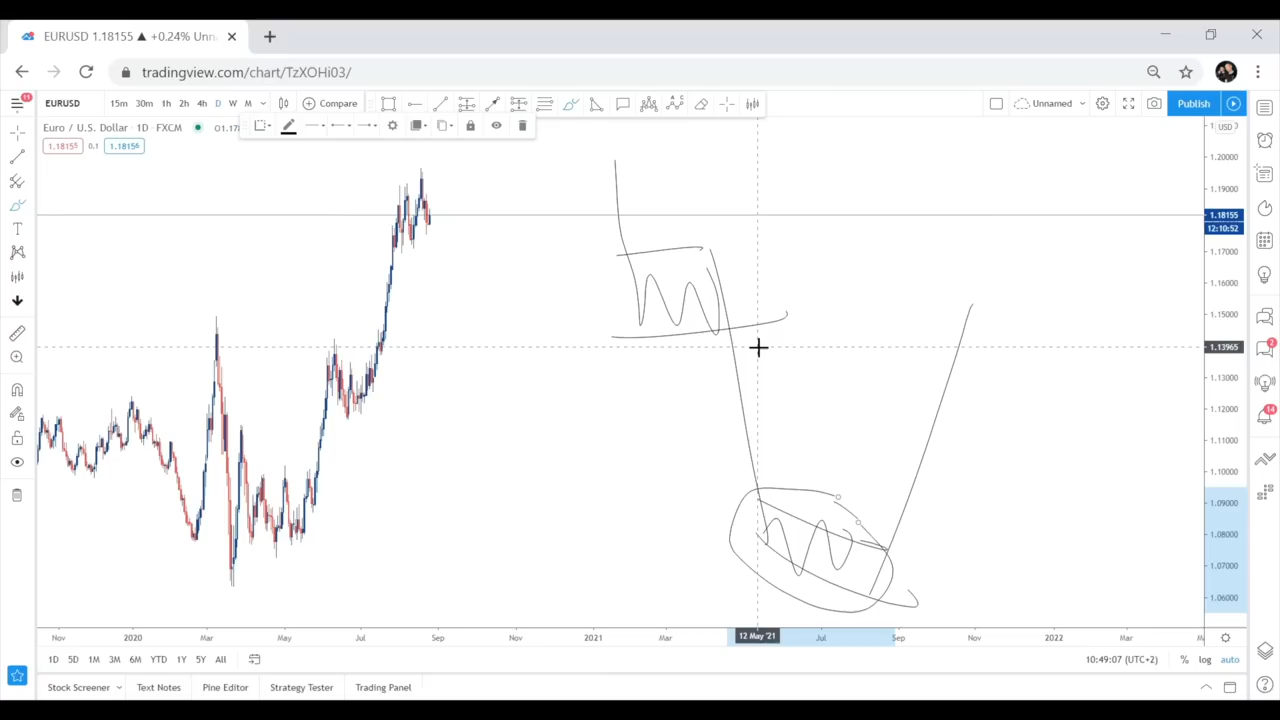 EURUSD 1.18155 ▲ +0.24% Unn
tradingview.com/chart/TzXOHi03/
11
EURUSD 15m 30m 1h 2h 4h D W M Compare Unnamed Publish
Euro / U.S. Dollar · 1D · FXCM O1.17
1.18155 0.1 1.18156
USD
1.20000
1.19000
1.18155
12:10:52
1.17000
1.16000
1.15000
1.13965
1.13000
1.12000
1.11000
1.10000
1.09000
1.08000
1.07000
1.06000
2
14
Nov 2020 Mar May Jul Sep Nov 2021 Mar 12 May '21 Jul Sep Nov 2022 Mar
1D 5D 1M 3M 6M YTD 1Y 5Y All 10:49:07 (UTC+2) % log auto
Stock Screener Text Notes Pine Editor Strategy Tester Trading Panel